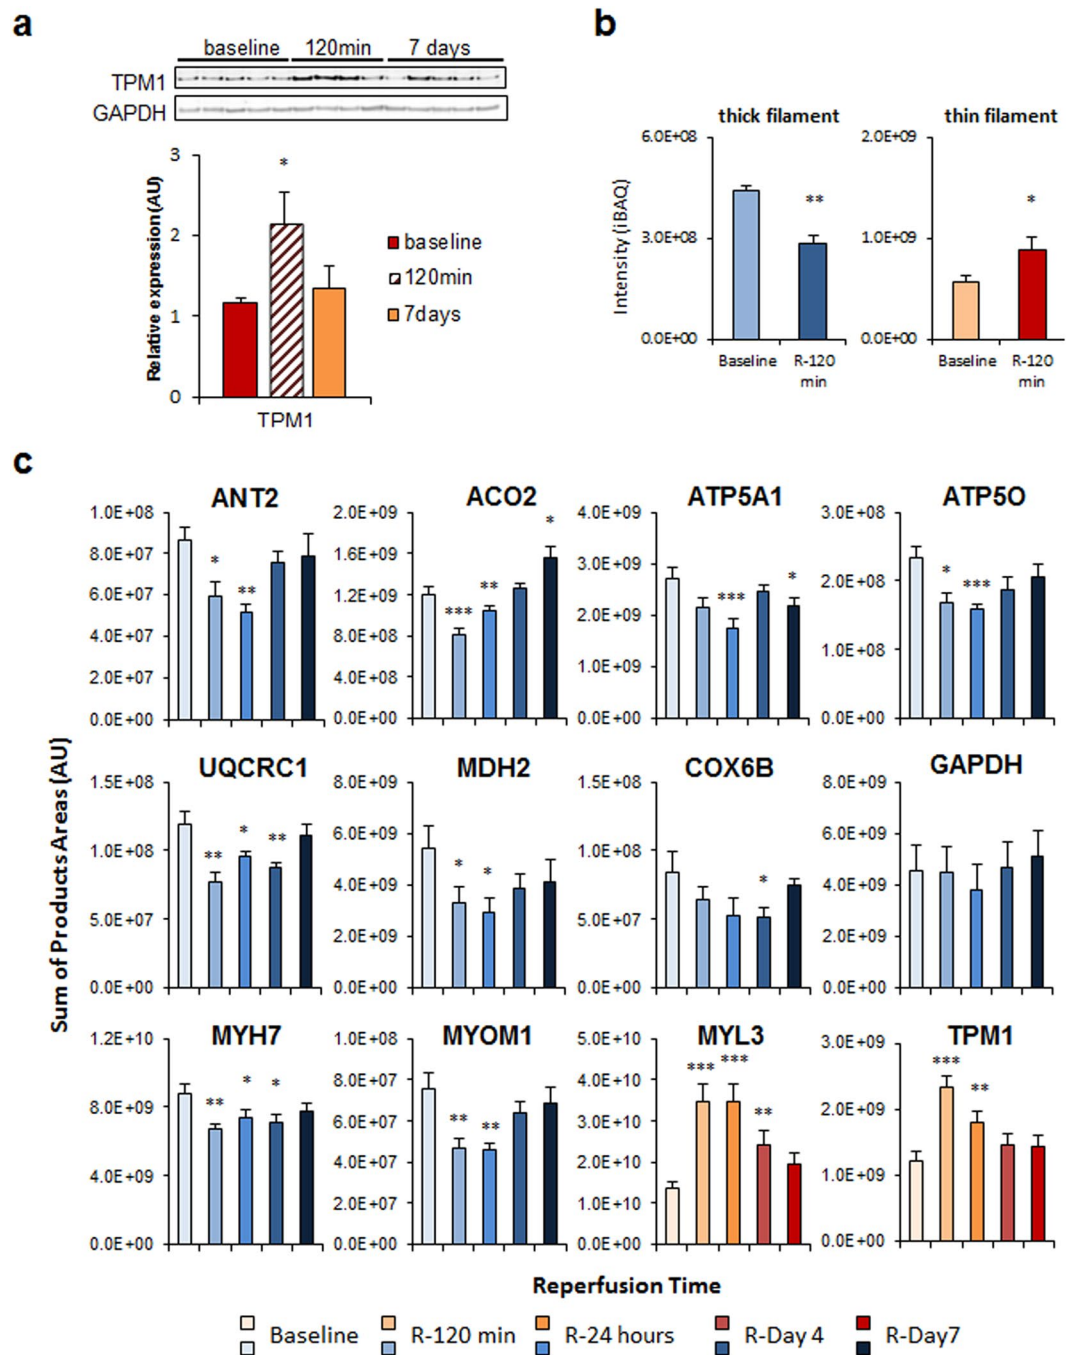 a
baseline 120min 7 days
TPM1
GAPDH
Relative expression(AU)
3
2
1
0
*
TPM1
baseline
120min
7days
b
thick filament thin filament
Intensity (iBAQ)
6.0E+08
3.0E+08
0.0E+00
**
Baseline R-120 min
2.0E+09
1.0E+09
0.0E+00
*
Baseline R-120 min
c
Sum of Products Areas (AU)
ANT2
1.0E+08
8.0E+07
6.0E+07
4.0E+07
2.0E+07
0.0E+00
* **
ACO2
2.0E+09
1.6E+09
1.2E+09
8.0E+08
4.0E+08
0.0E+00
*** ** *
ATP5A1
4.0E+09
3.0E+09
2.0E+09
1.0E+09
0.0E+00
*** *
ATP5O
3.0E+08
2.0E+08
1.0E+08
0.0E+00
* ***
UQCRC1
1.5E+08
1.0E+08
5.0E+07
0.0E+00
** * **
MDH2
8.0E+09
6.0E+09
4.0E+09
2.0E+09
0.0E+00
* *
COX6B
1.5E+08
1.0E+08
5.0E+07
0.0E+00
*
GAPDH
8.0E+09
6.0E+09
4.0E+09
2.0E+09
0.0E+00
MYH7
1.2E+10
8.0E+09
4.0E+09
0.0E+00
** * *
MYOM1
1.0E+08
8.0E+07
6.0E+07
4.0E+07
2.0E+07
0.0E+00
** **
MYL3
5.0E+10
4.0E+10
3.0E+10
2.0E+10
1.0E+10
0.0E+00
*** *** **
TPM1
3.0E+09
2.0E+09
1.0E+09
0.0E+00
*** **
Reperfusion Time
Baseline R-120 min R-24 hours R-Day 4 R-Day7